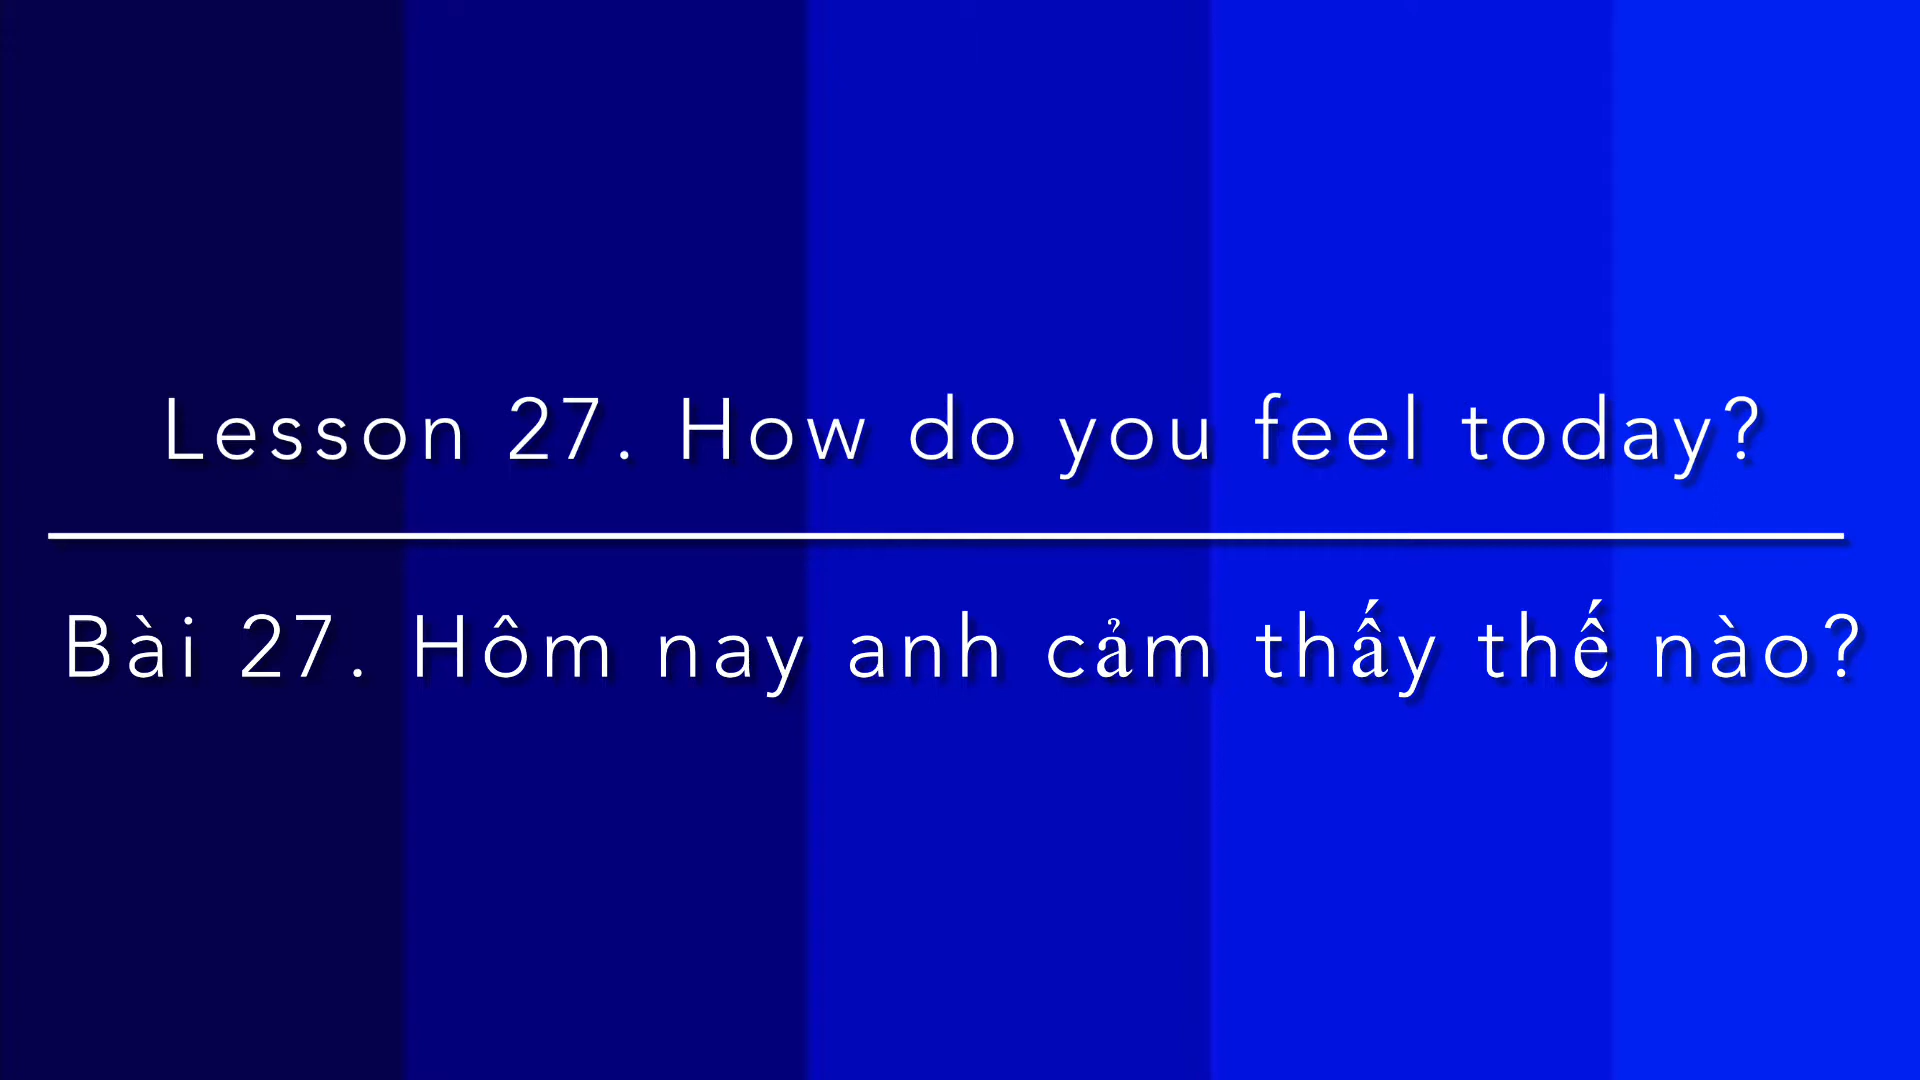 Lesson 27. How do you feel today?
Bài 27. Hôm nay anh cảm thấy thế nào?